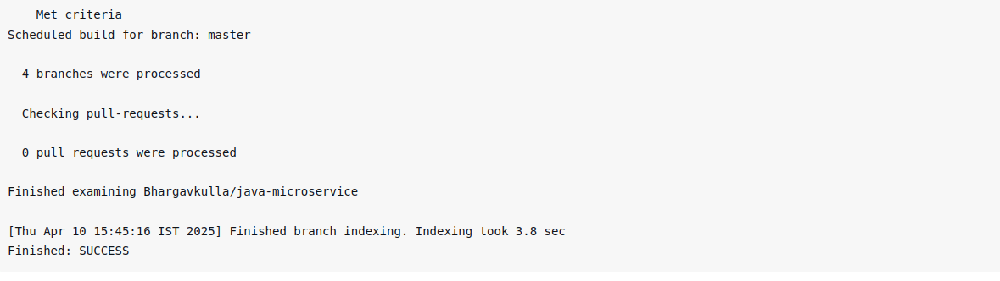 Met criteria
Scheduled build for branch: master
4 branches were processed
Checking pull-requests...
0 pull requests were processed
Finished examining Bhargavkulla/java-microservice
[Thu Apr 10 15:45:16 IST 2025] Finished branch indexing. Indexing took 3.8 sec
Finished: SUCCESS